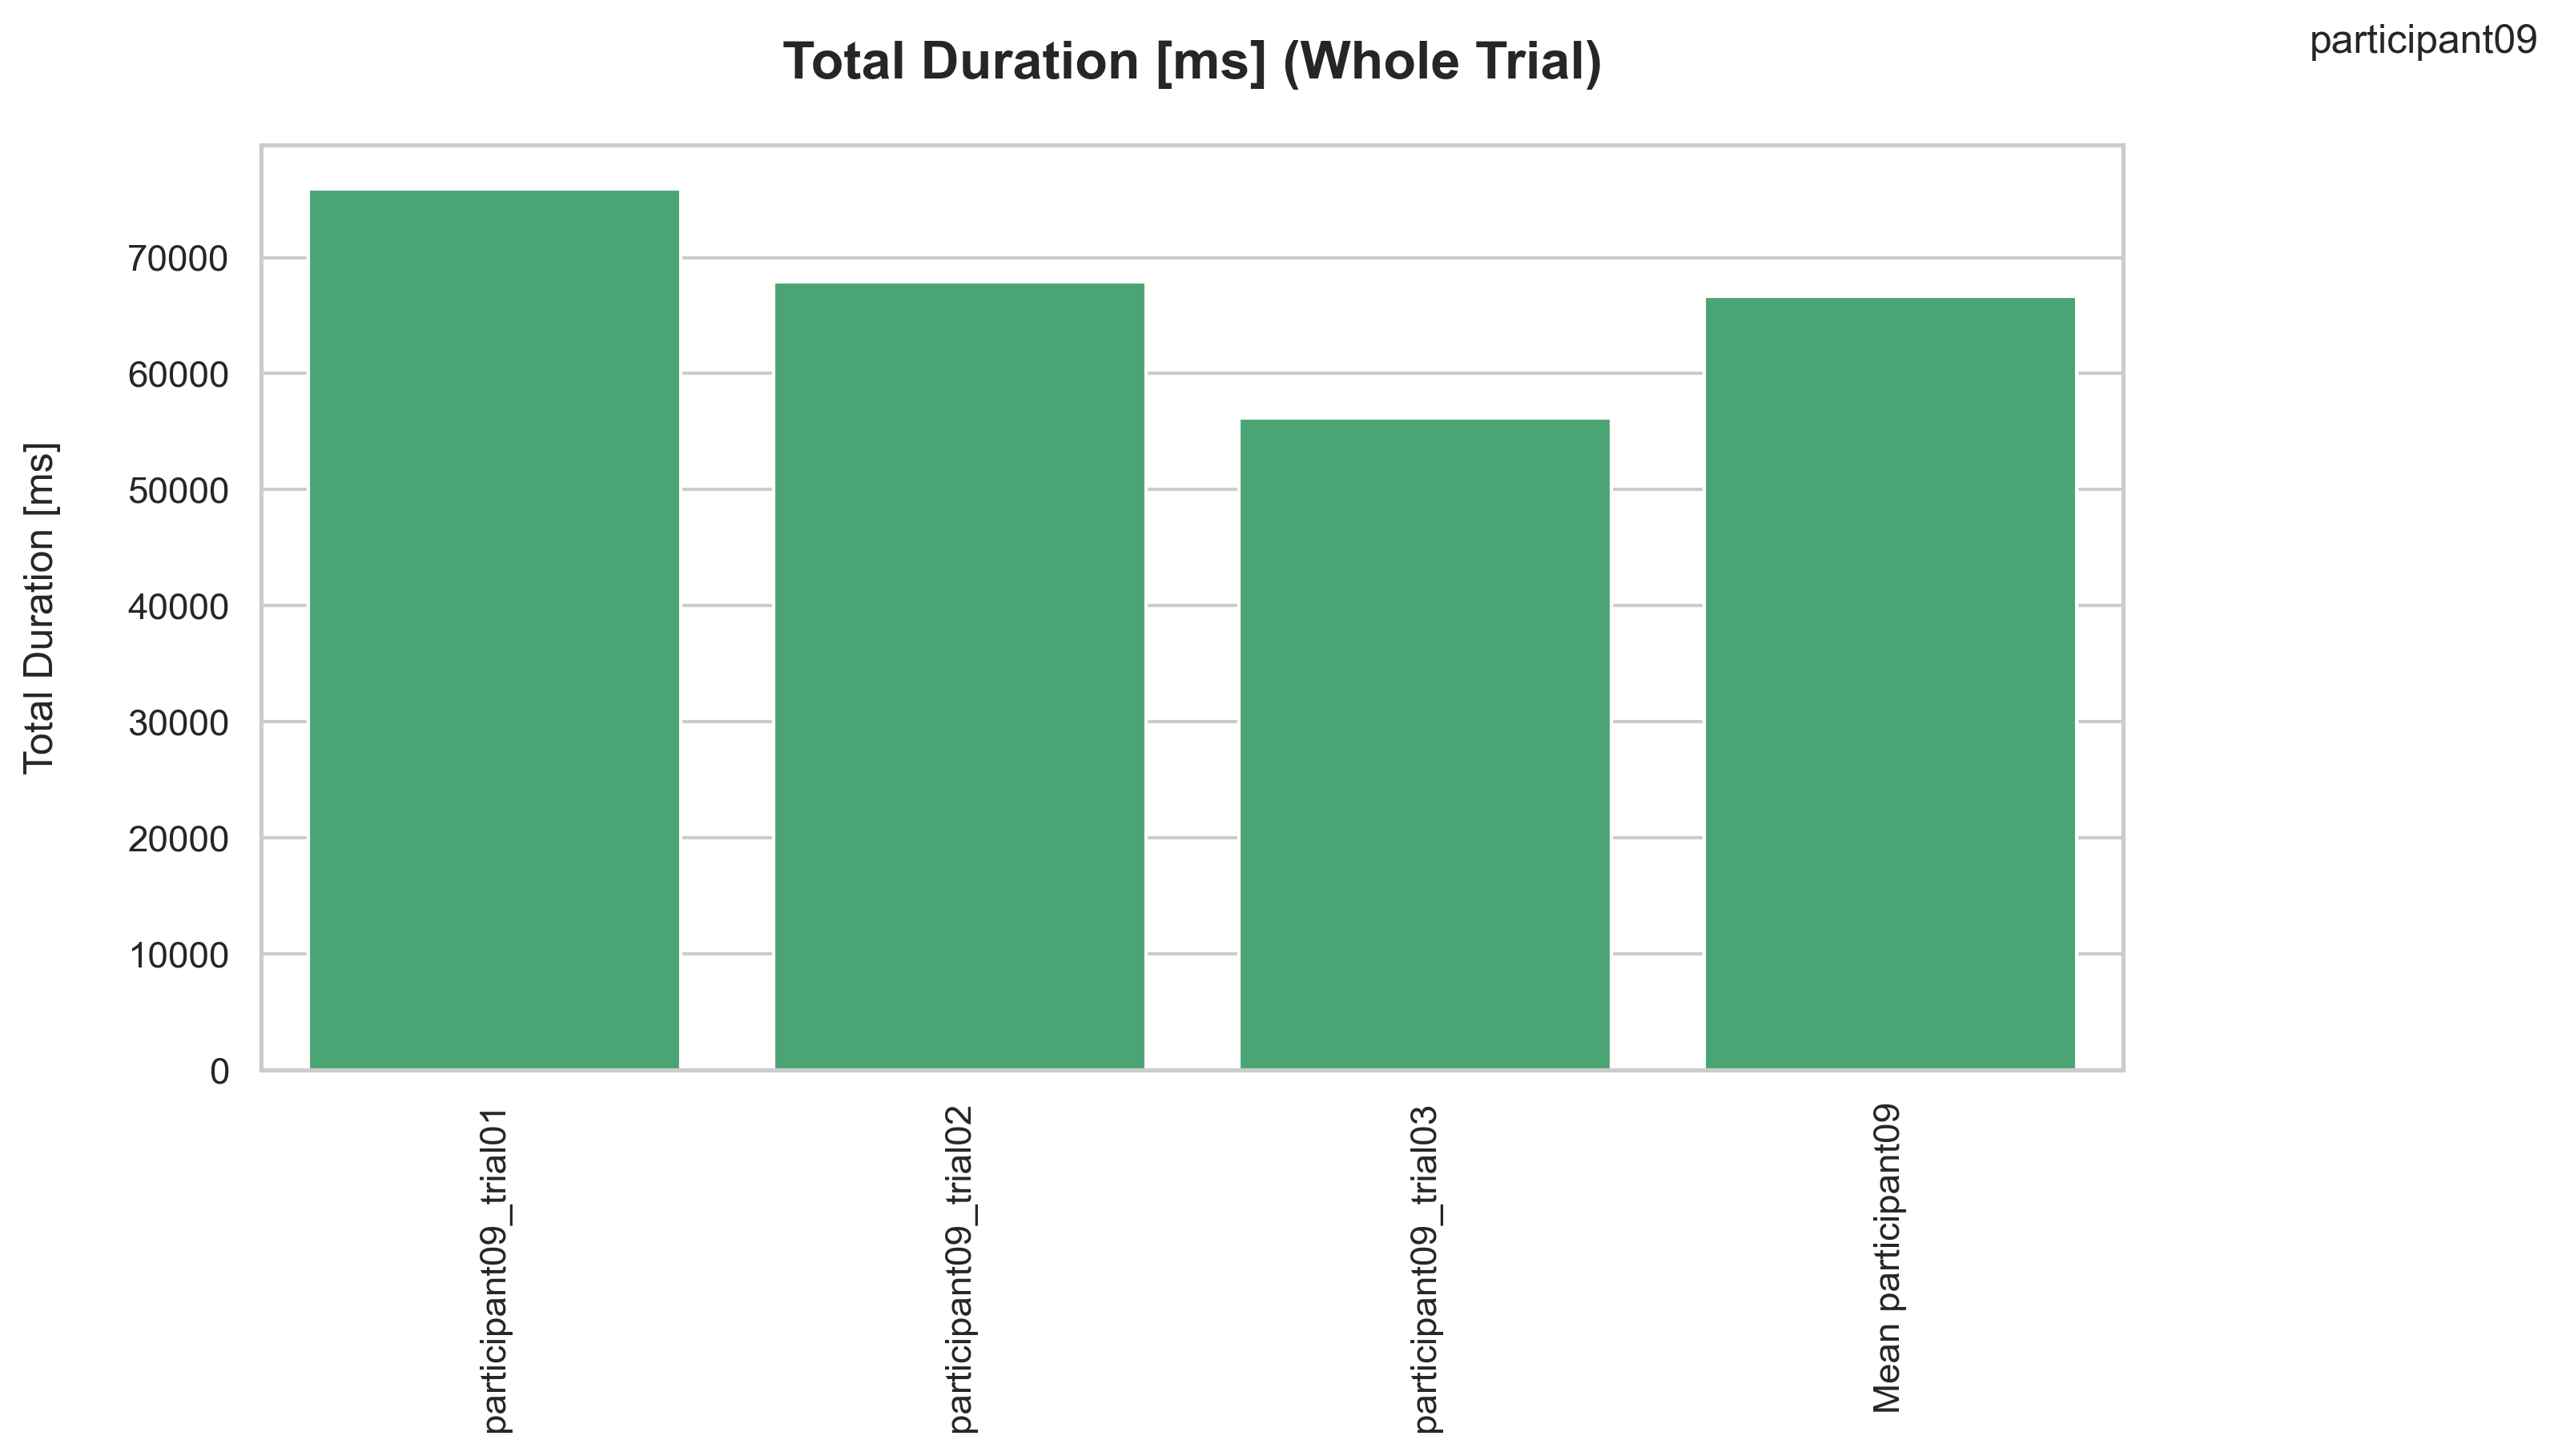 participant09
Total Duration [ms] (Whole Trial)
Total Duration [ms]
70000
60000
50000
40000
30000
20000
10000
0
participant09_trial01
participant09_trial02
participant09_trial03
Mean participant09